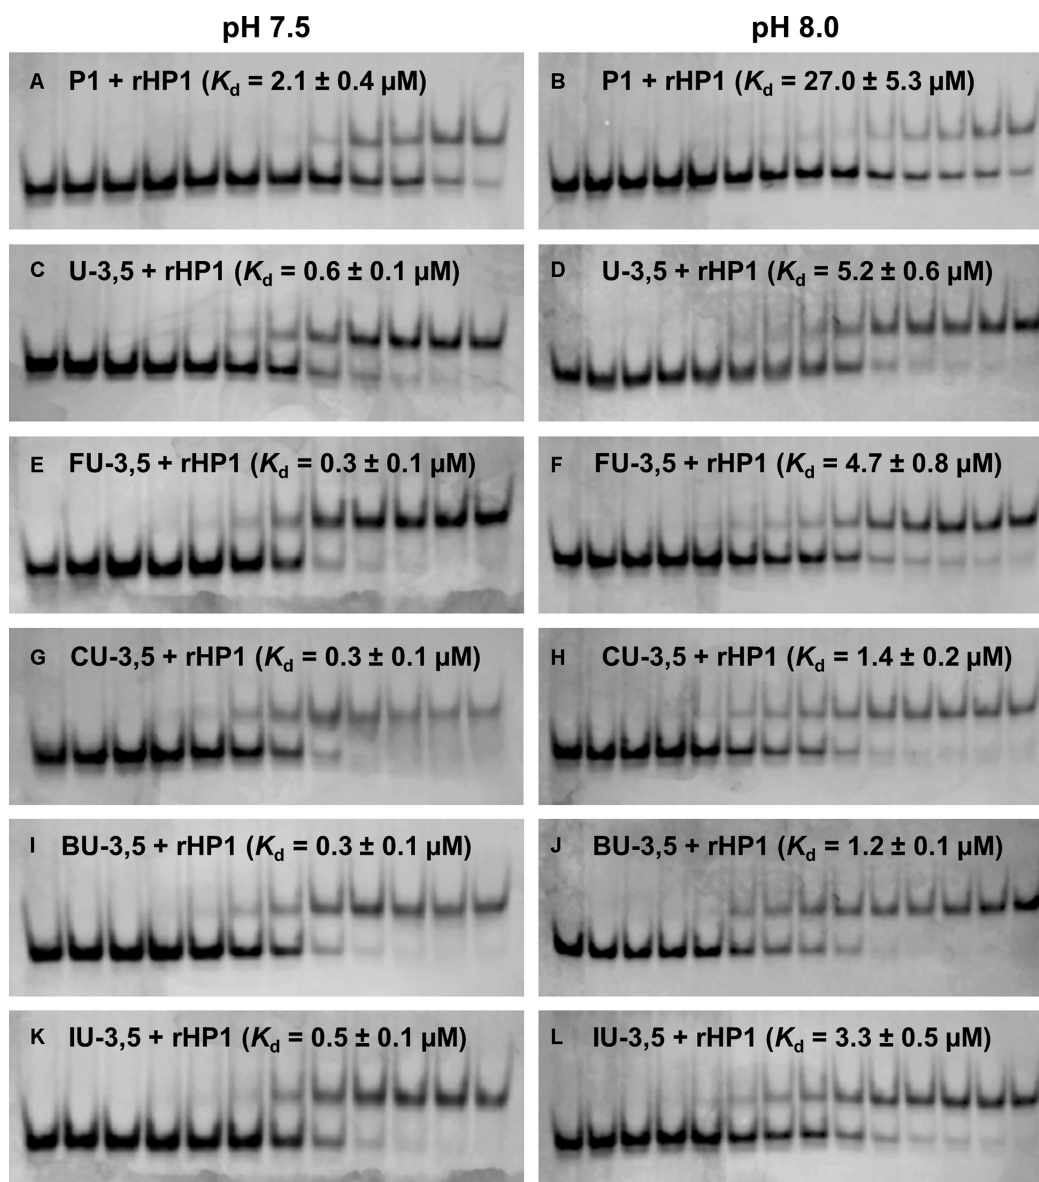 pH 7.5
pH 8.0
A P1 + rHP1 (Kd = 2.1 ± 0.4 µM)
B P1 + rHP1 (Kd = 27.0 ± 5.3 µM)
C U-3,5 + rHP1 (Kd = 0.6 ± 0.1 µM)
D U-3,5 + rHP1 (Kd = 5.2 ± 0.6 µM)
E FU-3,5 + rHP1 (Kd = 0.3 ± 0.1 µM)
F FU-3,5 + rHP1 (Kd = 4.7 ± 0.8 µM)
G CU-3,5 + rHP1 (Kd = 0.3 ± 0.1 µM)
H CU-3,5 + rHP1 (Kd = 1.4 ± 0.2 µM)
I BU-3,5 + rHP1 (Kd = 0.3 ± 0.1 µM)
J BU-3,5 + rHP1 (Kd = 1.2 ± 0.1 µM)
K IU-3,5 + rHP1 (Kd = 0.5 ± 0.1 µM)
L IU-3,5 + rHP1 (Kd = 3.3 ± 0.5 µM)